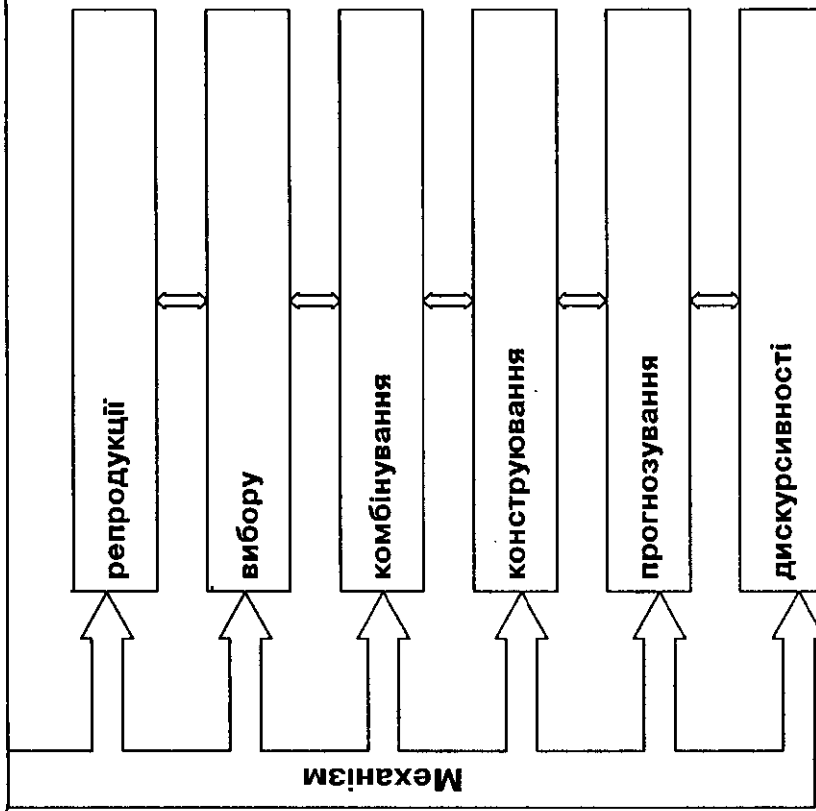 Механізм
репродукції
вибору
комбінування
конструювання
прогнозування
дискурсивності